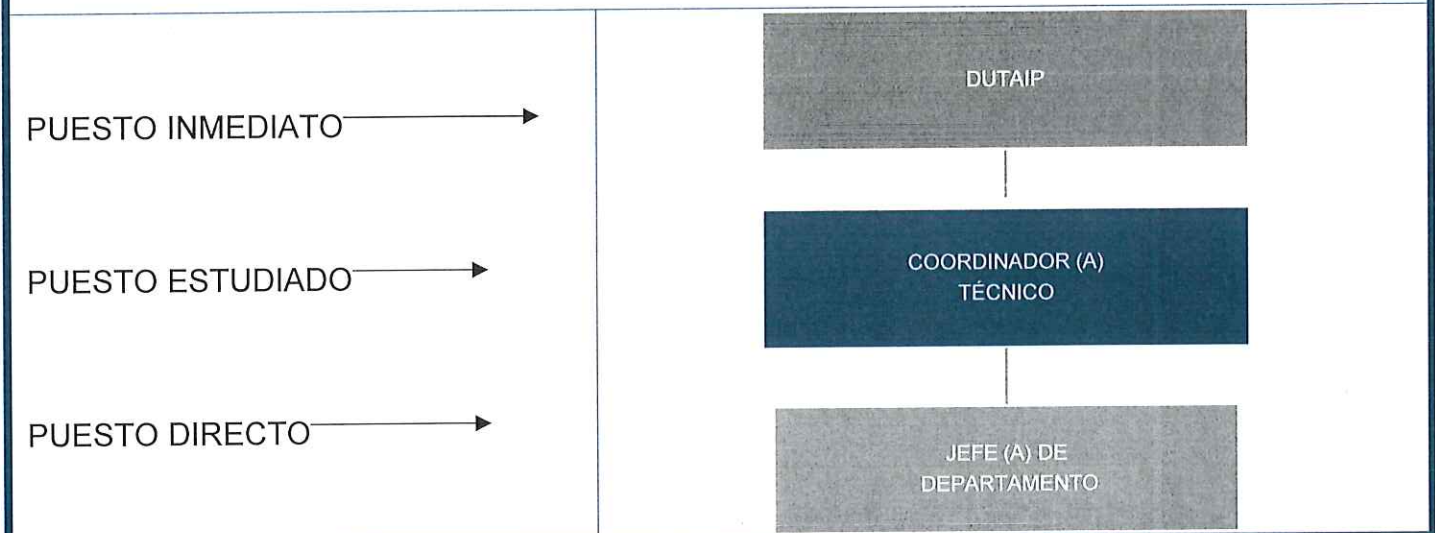 DUTAIP
PUESTO INMEDIATO
COORDINADOR (A)
TÉCNICO
PUESTO ESTUDIADO
PUESTO DIRECTO
JEFE (A) DE
DEPARTAMENTO